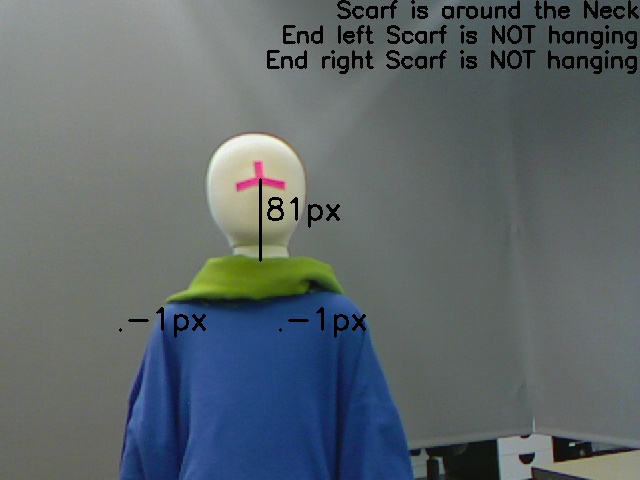 Scarf is around the Neck
End left Scarf is NOT hanging
End right Scarf is NOT hanging
81px
.-1px .-1px